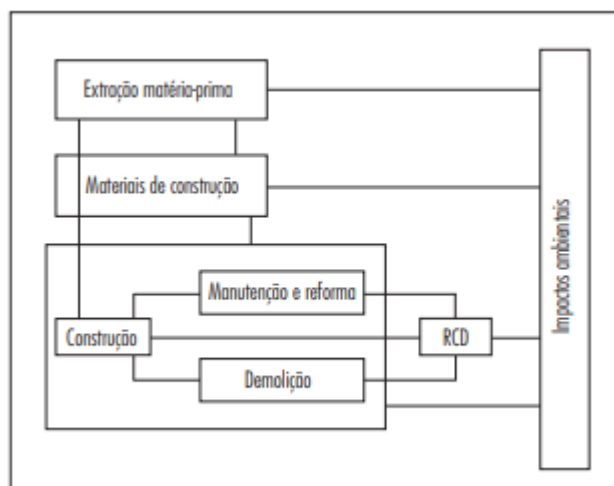 Extração matéria-prima
Materiais de construção
Manutenção e reforma
Construção
RCD
Demolição
Impactos ambientais